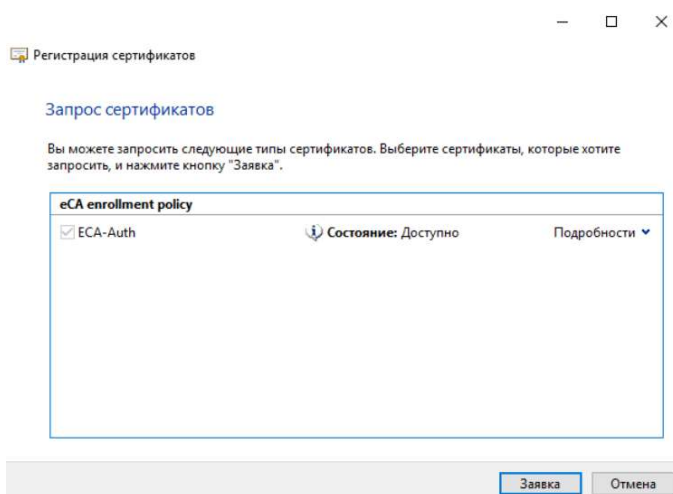 Регистрация сертификатов
Запрос сертификатов
Вы можете запросить следующие типы сертификатов. Выберите сертификаты, которые хотите
запросить, и нажмите кнопку "Заявка".
eCA enrollment policy
ECA-Auth Состояние: Доступно Подробности
Заявка Отмена